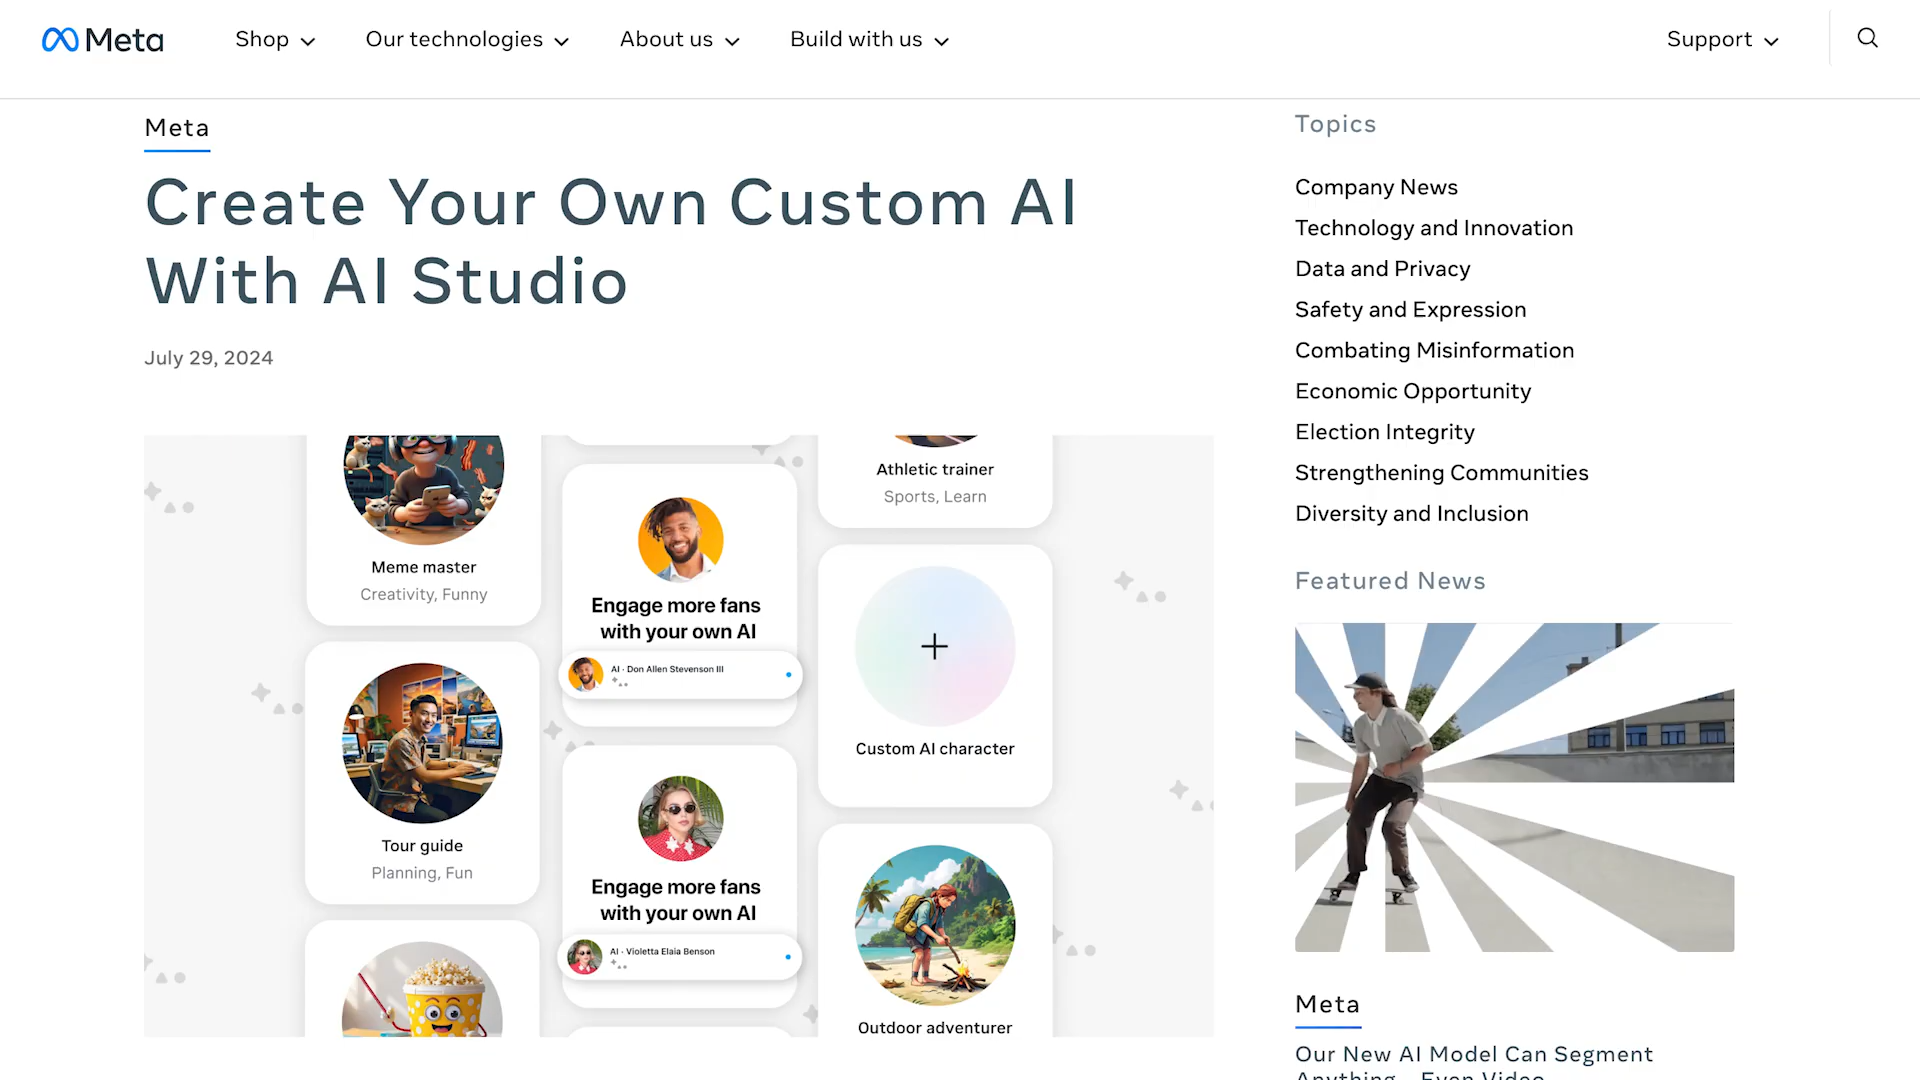 Meta
Shop
Our technologies
About us
Build with us
Support
Meta
Create Your Own Custom AI
With AI Studio
July 29, 2024
Meme master
Creativity, Funny
Tour guide
Planning, Fun
Engage more fans
with your own AI
AI · Don Allen Stevenson III
Engage more fans
with your own AI
AI · Violetta Elaia Benson
Athletic trainer
Sports, Learn
Custom AI character
Outdoor adventurer
Topics
Company News
Technology and Innovation
Data and Privacy
Safety and Expression
Combating Misinformation
Economic Opportunity
Election Integrity
Strengthening Communities
Diversity and Inclusion
Featured News
Meta
Our New AI Model Can Segment
Anything – Even Video